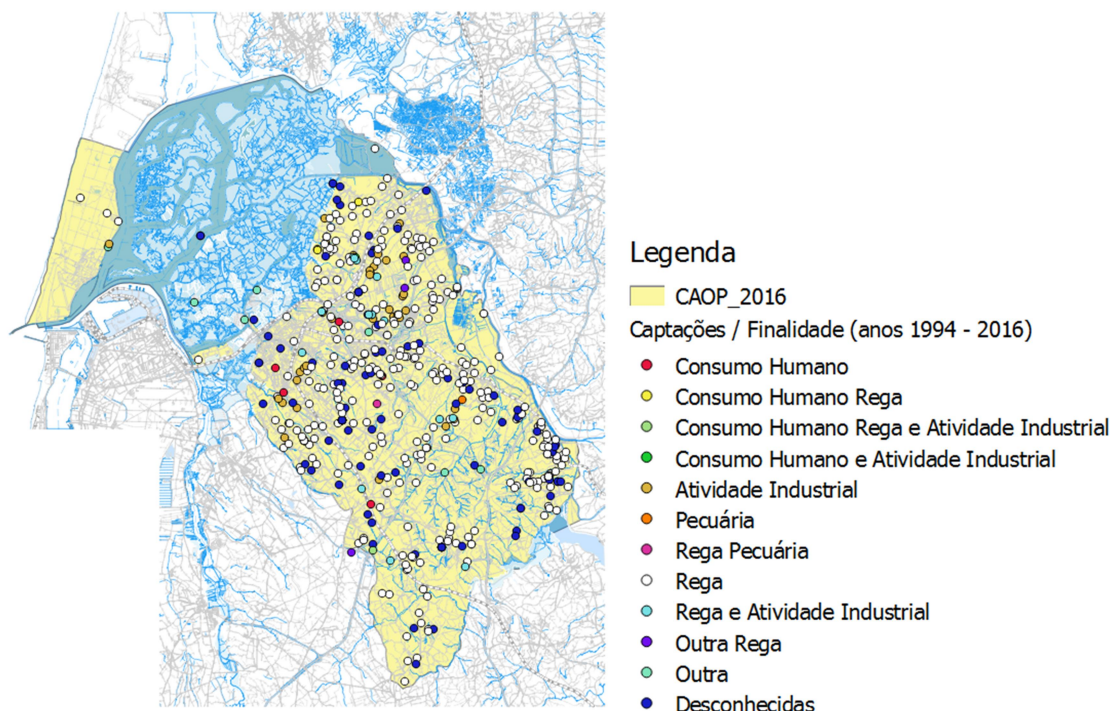 Legenda
CAOP_2016
Captações / Finalidade (anos 1994 - 2016)
Consumo Humano
Consumo Humano Rega
Consumo Humano Rega e Atividade Industrial
Consumo Humano e Atividade Industrial
Atividade Industrial
Pecuária
Rega Pecuária
Rega
Rega e Atividade Industrial
Outra Rega
Outra
Desconhecidas